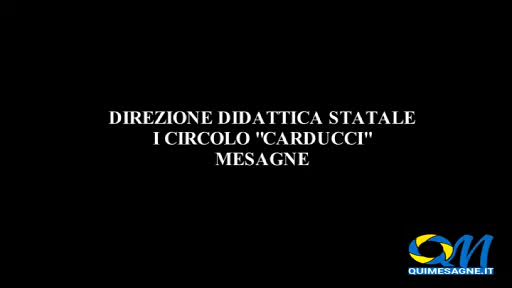 DIREZIONE DIDATTICA STATALE
I CIRCOLO "CARDUCCI"
MESAGNE
QM
QUIMESAGNE.IT